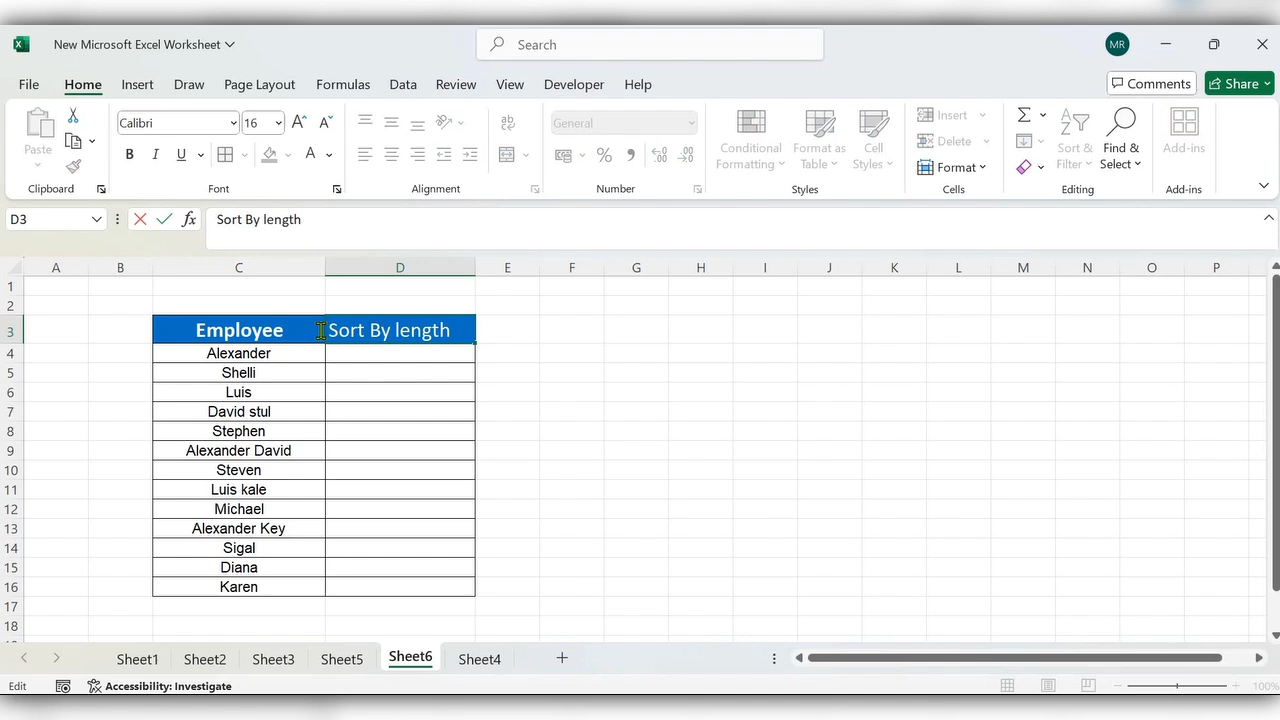 New Microsoft Excel Worksheet
Search
MR
File Home Insert Draw Page Layout Formulas Data Review View Developer Help
Comments Share
Paste
Clipboard
Calibri 16
B I U A
Font
ab
Alignment
General
% 9
Number
Conditional Formatting
Format as Table
Cell Styles
Styles
Insert
Delete
Format
Cells
Sort & Filter
Find & Select
Editing
Add-ins
Add-ins
D3 fx Sort By length
A B C D E F G H I J K L M N O P
1
2
3 Employee Sort By length
4 Alexander
5 Shelli
6 Luis
7 David stul
8 Stephen
9 Alexander David
10 Steven
11 Luis kale
12 Michael
13 Alexander Key
14 Sigal
15 Diana
16 Karen
17
18
Sheet1 Sheet2 Sheet3 Sheet5 Sheet6 Sheet4
Edit Accessibility: Investigate 100%